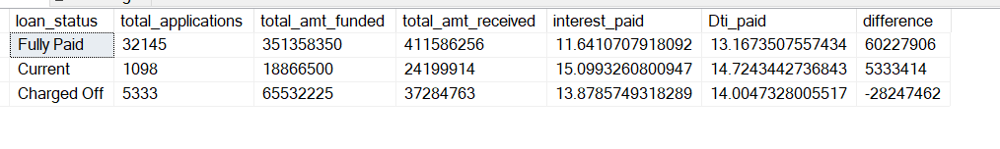 loan_status total_applications total_amt_funded total_amt_received interest_paid Dti_paid difference
Fully Paid 32145 351358350 411586256 11.6410707918092 13.1673507557434 60227906
Current 1098 18866500 24199914 15.0993260800947 14.7243442736843 5333414
Charged Off 5333 65532225 37284763 13.8785749318289 14.0047328005517 -28247462